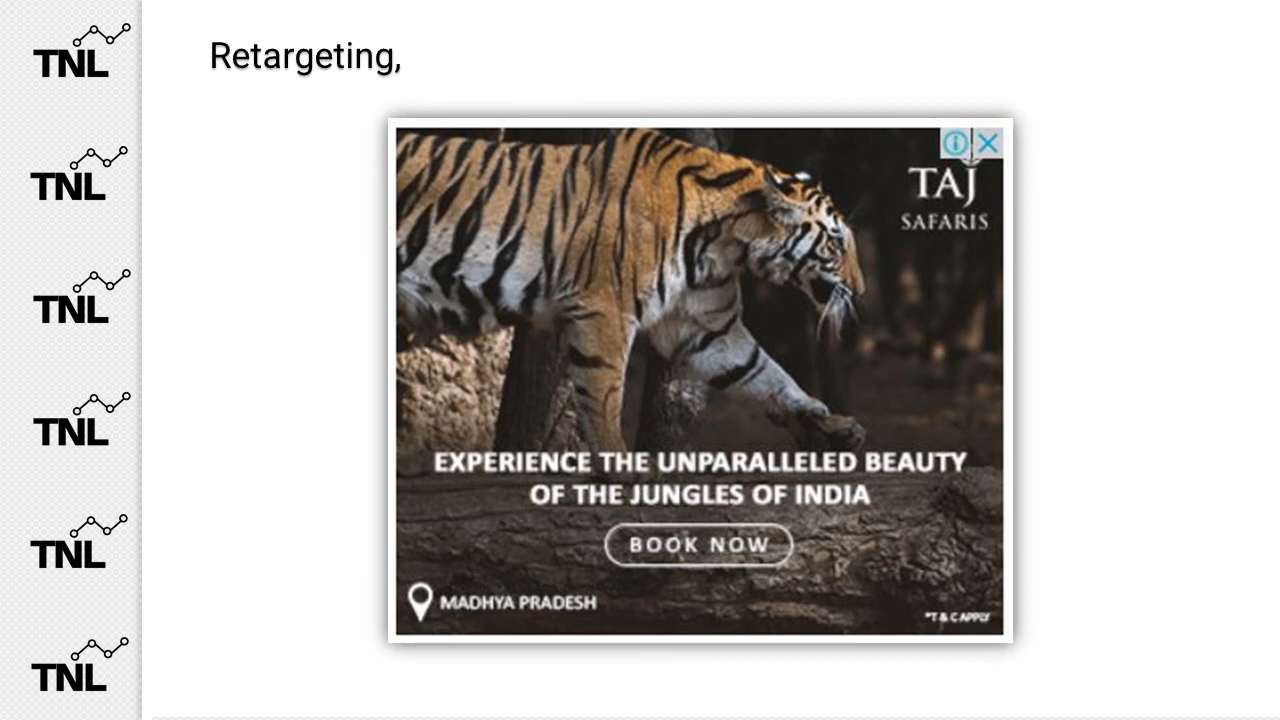 Retargeting,
TNL
TNL
TNL
TNL
TNL
TNL
TAJ
SAFARIS
EXPERIENCE THE UNPARALLELED BEAUTY
OF THE JUNGLES OF INDIA
BOOK NOW
MADHYA PRADESH
*T & C APPLY